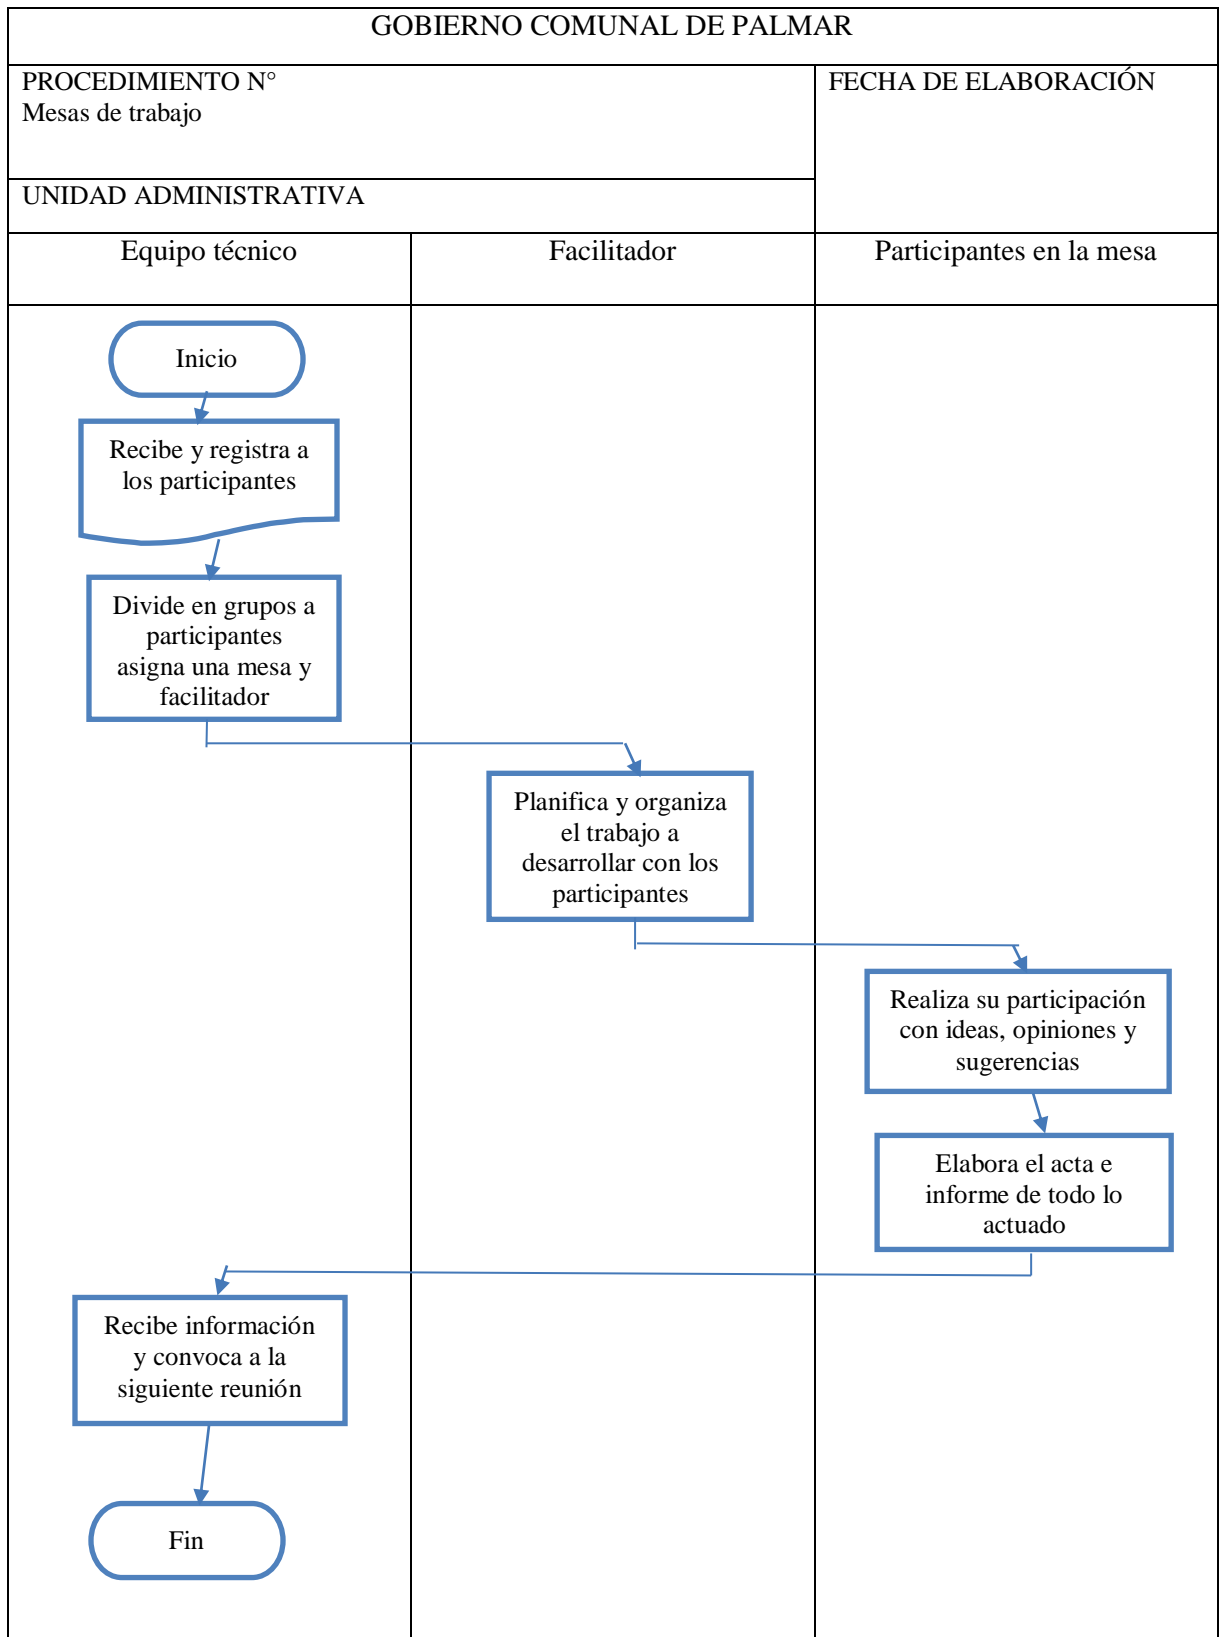 GOBIERNO COMUNAL DE PALMAR
PROCEDIMIENTO N°
Mesas de trabajo
FECHA DE ELABORACIÓN
UNIDAD ADMINISTRATIVA
Equipo técnico
Facilitador
Participantes en la mesa
Inicio
Recibe y registra a
los participantes
Divide en grupos a
participantes
asigna una mesa y
facilitador
Planifica y organiza
el trabajo a
desarrollar con los
participantes
Realiza su participación
con ideas, opiniones y
sugerencias
Elabora el acta e
informe de todo lo
actuado
Recibe información
y convoca a la
siguiente reunión
Fin